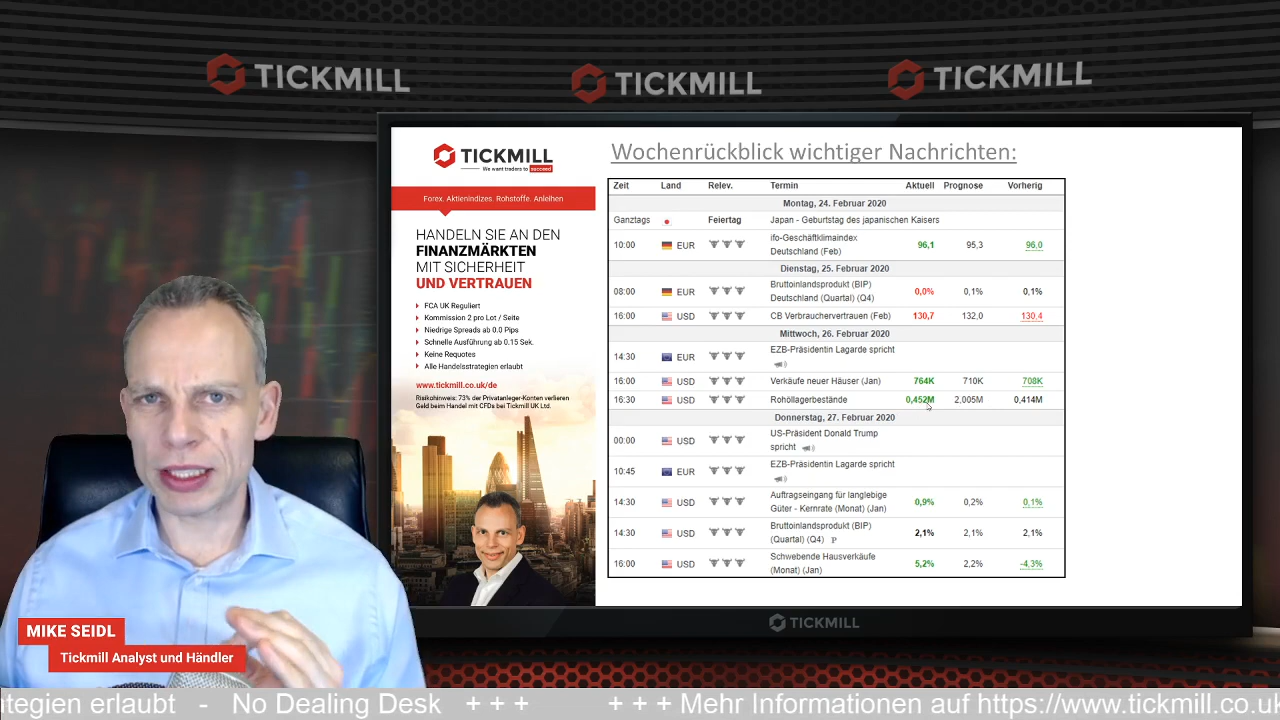 TICKMILL
TICKMILL
TICKMILL
TICKMILL
We want traders to succeed
Forex. Aktienindizes. Rohstoffe. Anleihen
HANDELN SIE AN DEN
FINANZMÄRKTEN
MIT SICHERHEIT
UND VERTRAUEN
FCA UK Reguliert
Kommission 2 pro Lot / Seite
Niedrige Spreads ab 0.0 Pips
Schnelle Ausführung ab 0.15 Sek.
Keine Requotes
Alle Handelsstrategien erlaubt
www.tickmill.co.uk/de
Risikohinweis: 73% der Privatanleger-Konten verlieren
Geld beim Handel mit CFDs bei Tickmill UK Ltd.
Wochenrückblick wichtiger Nachrichten:
Zeit Land Relev. Termin Aktuell Prognose Vorherig
Montag, 24. Februar 2020
Ganztags Feiertag Japan - Geburtstag des japanischen Kaisers
10:00 EUR ifo-Geschäftklimaindex
Deutschland (Feb) 96,1 95,3 96,0
Dienstag, 25. Februar 2020
08:00 EUR Bruttoinlandsprodukt (BIP)
Deutschland (Quartal) (Q4) 0,0% 0,1% 0,1%
16:00 USD CB Verbrauchervertrauen (Feb) 130,7 132,0 130,4
Mittwoch, 26. Februar 2020
14:30 EUR EZB-Präsidentin Lagarde spricht
16:00 USD Verkäufe neuer Häuser (Jan) 764K 710K 708K
16:30 USD Rohöllagerbestände 0,452M 2,005M 0,414M
Donnerstag, 27. Februar 2020
00:00 USD US-Präsident Donald Trump
spricht
10:45 EUR EZB-Präsidentin Lagarde spricht
14:30 USD Auftragseingang für langlebige
Güter - Kernrate (Monat) (Jan) 0,9% 0,2% 0,1%
14:30 USD Bruttoinlandsprodukt (BIP)
(Quartal) (Q4) P 2,1% 2,1% 2,1%
16:00 USD Schwebende Hausverkäufe
(Monat) (Jan) 5,2% 2,2% -4,3%
TICKMILL
MIKE SEIDL
Tickmill Analyst und Händler
tegien erlaubt - No Dealing Desk + + + + + + Mehr Informationen auf https://www.tickmill.co.uk